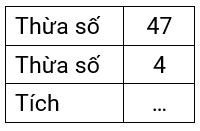 Thừa số 47
Thừa số 4
Tích ...